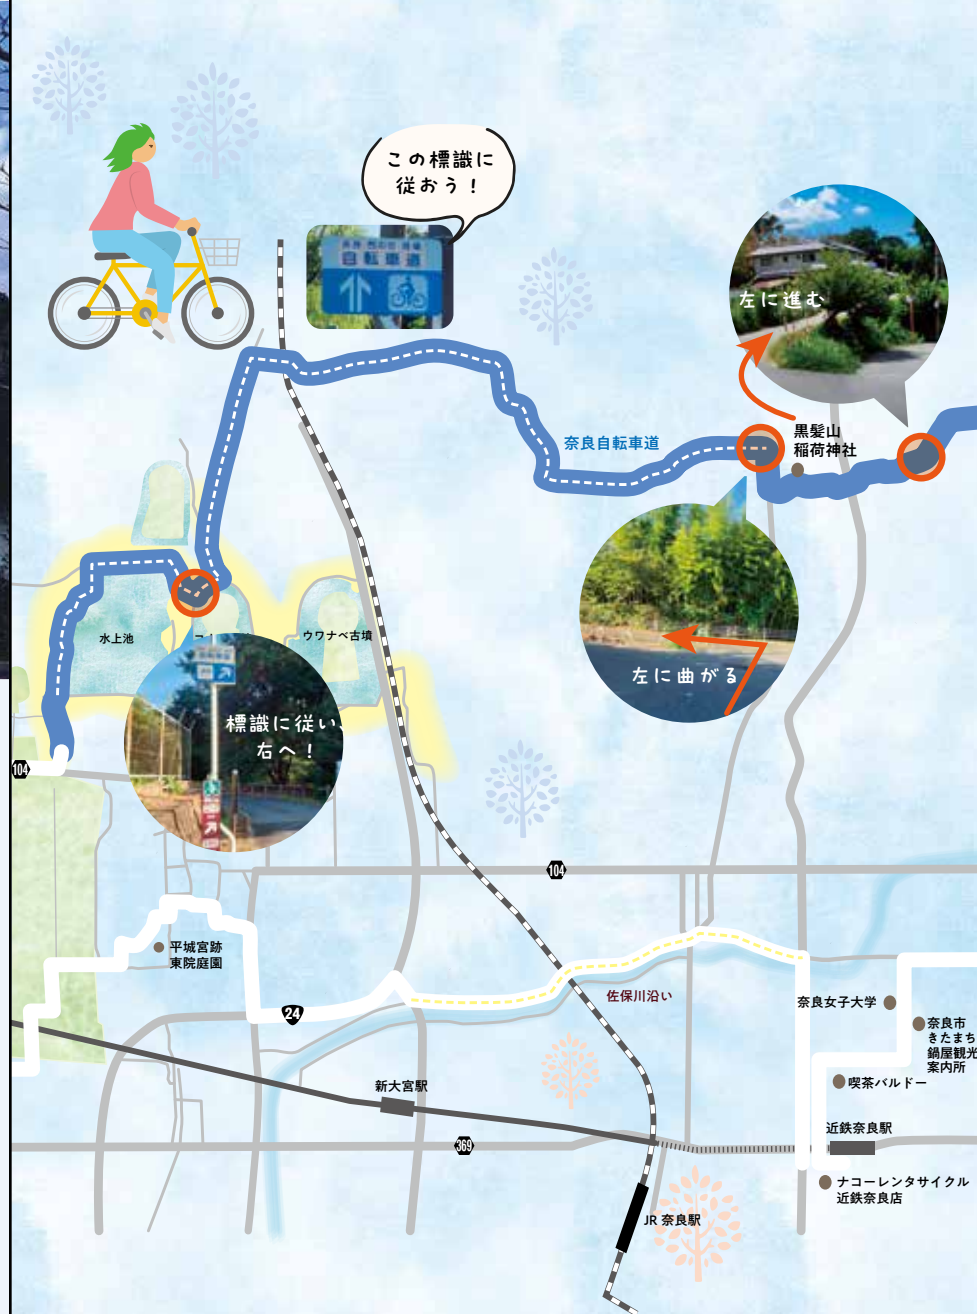 この標識に
従おう！
自転車道
左に進む
黒髪山
稲荷神社
奈良自転車道
水上池
ウワナベ古墳
左に曲がる
標識に従い、
右へ！
104
104
平城宮跡
東院庭園
24
佐保川沿い
奈良女子大学
奈良市
きたまち
鍋屋観光
案内所
喫茶バルドー
新大宮駅
近鉄奈良駅
369
ナコーレンタサイクル
近鉄奈良店
JR 奈良駅